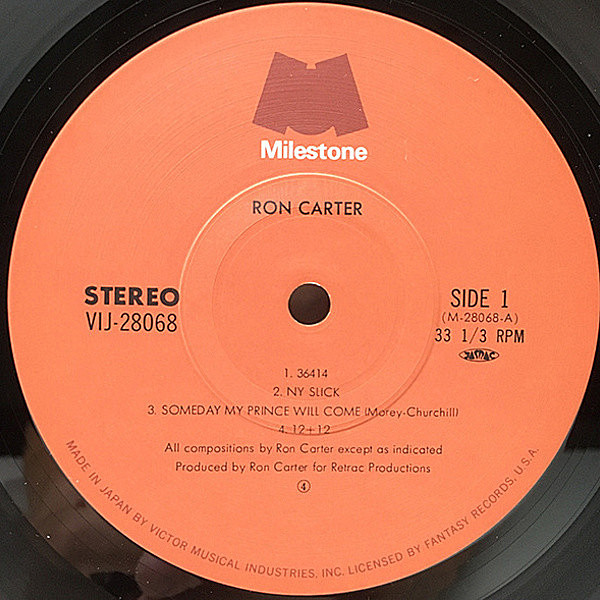 Milestone
RON CARTER
STEREO
VIJ-28068
SIDE 1
(M-28068-A)
33 1/3 RPM
JASRAC
1. 36414
2. NY SLICK
3. SOMEDAY MY PRINCE WILL COME (Morey-Churchill)
4. 12+12
All compositions by Ron Carter except as indicated
Produced by Ron Carter for Retrac Productions
④
MADE IN JAPAN BY VICTOR MUSICAL INDUSTRIES, INC. LICENSED BY FANTASY RECORDS, U.S.A.